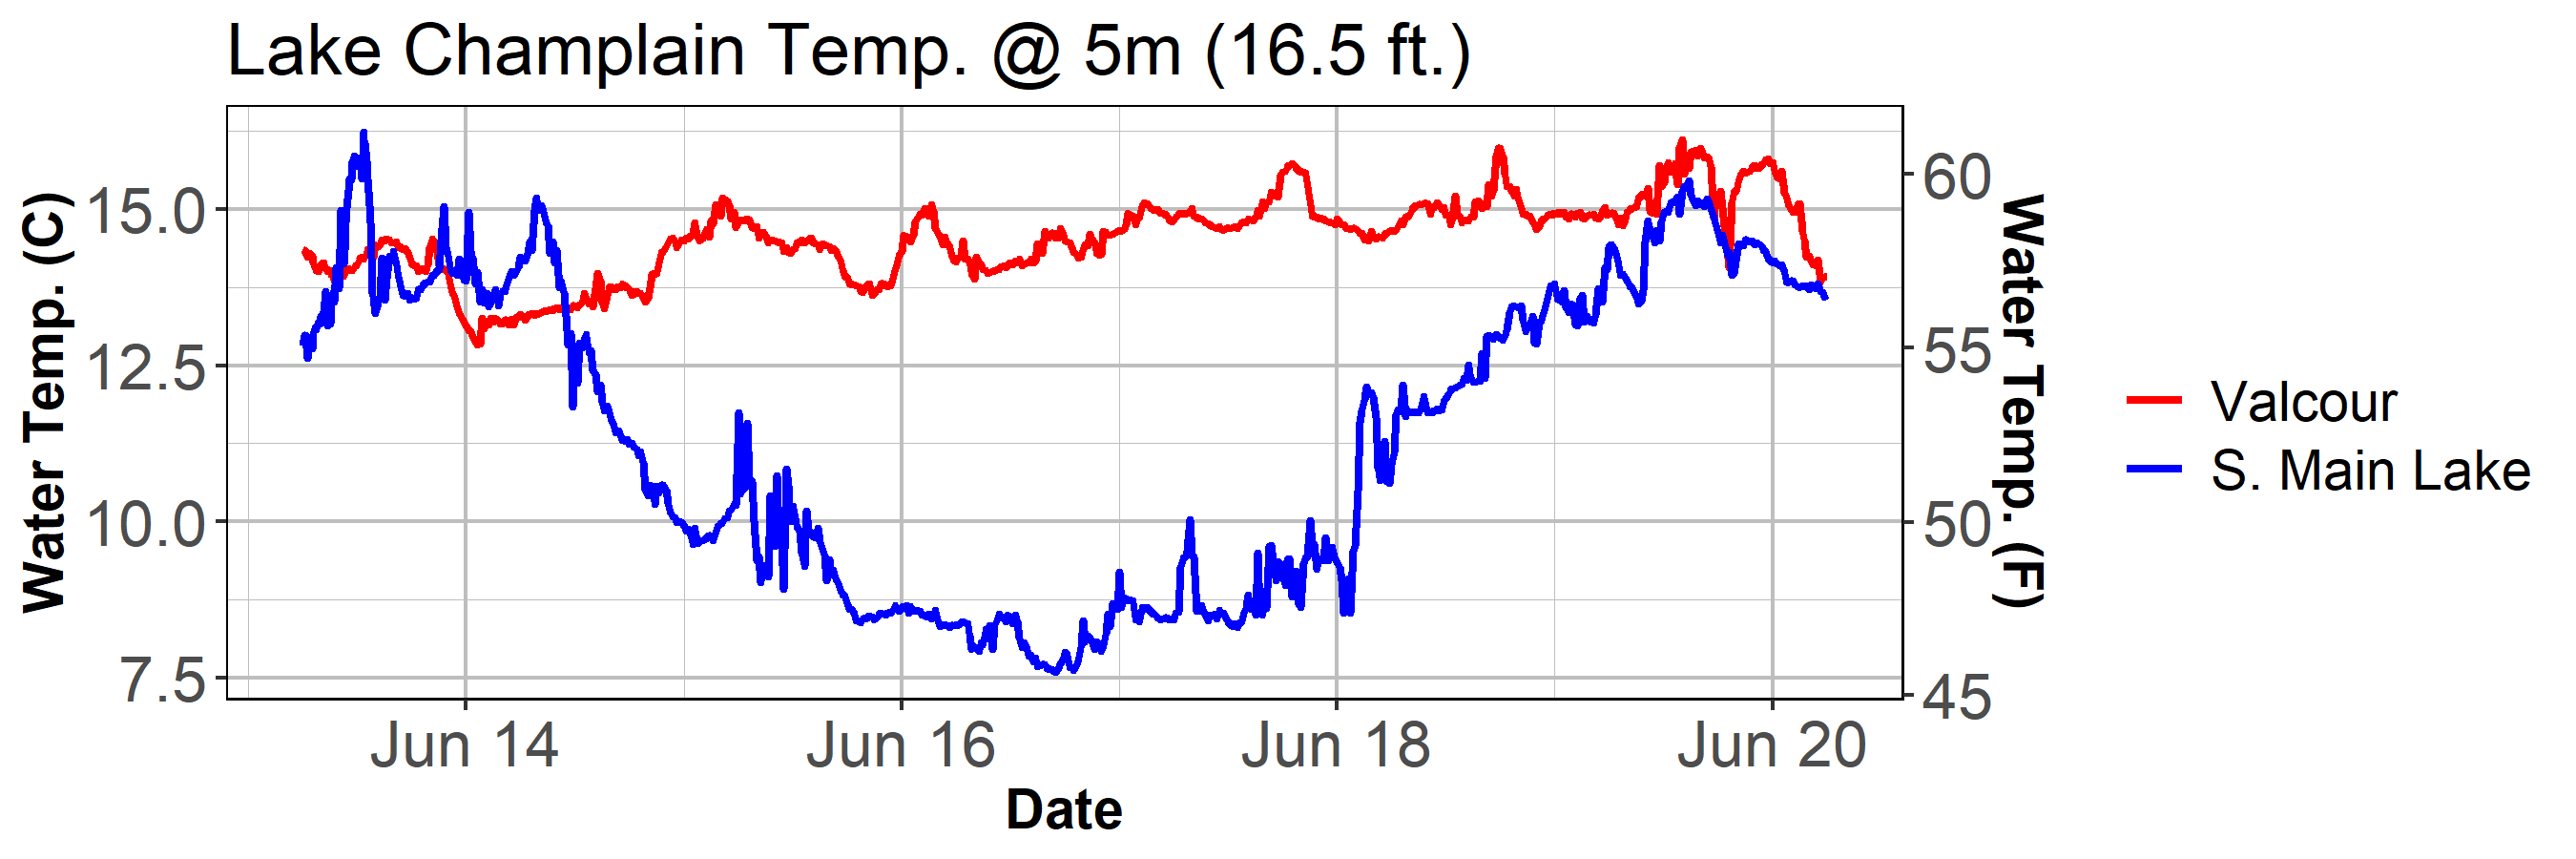 Lake Champlain Temp. @ 5m (16.5 ft.)
Water Temp. (C)
15.0
12.5
10.0
7.5
60
55
50
45
Water Temp. (F)
Jun 14
Jun 16
Jun 18
Jun 20
Date
Valcour
S. Main Lake